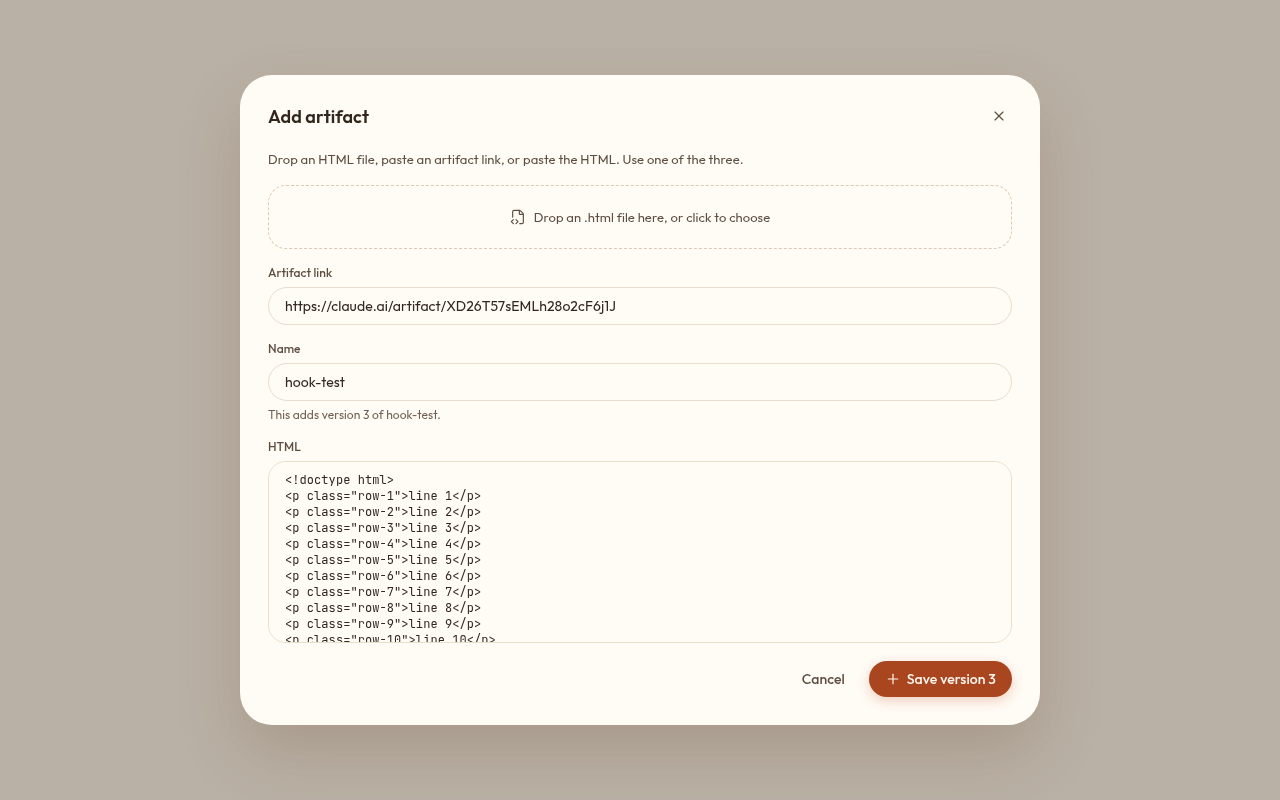 Add artifact
Drop an HTML file, paste an artifact link, or paste the HTML. Use one of the three.
Drop an .html file here, or click to choose
Artifact link
https://claude.ai/artifact/XD26T57sEMLh28o2cF6j1J
Name
hook-test
This adds version 3 of hook-test.
HTML
<!doctype html>
<p class="row-1">line 1</p>
<p class="row-2">line 2</p>
<p class="row-3">line 3</p>
<p class="row-4">line 4</p>
<p class="row-5">line 5</p>
<p class="row-6">line 6</p>
<p class="row-7">line 7</p>
<p class="row-8">line 8</p>
<p class="row-9">line 9</p>
<p class="row-10">line 10</p>
Cancel
Save version 3